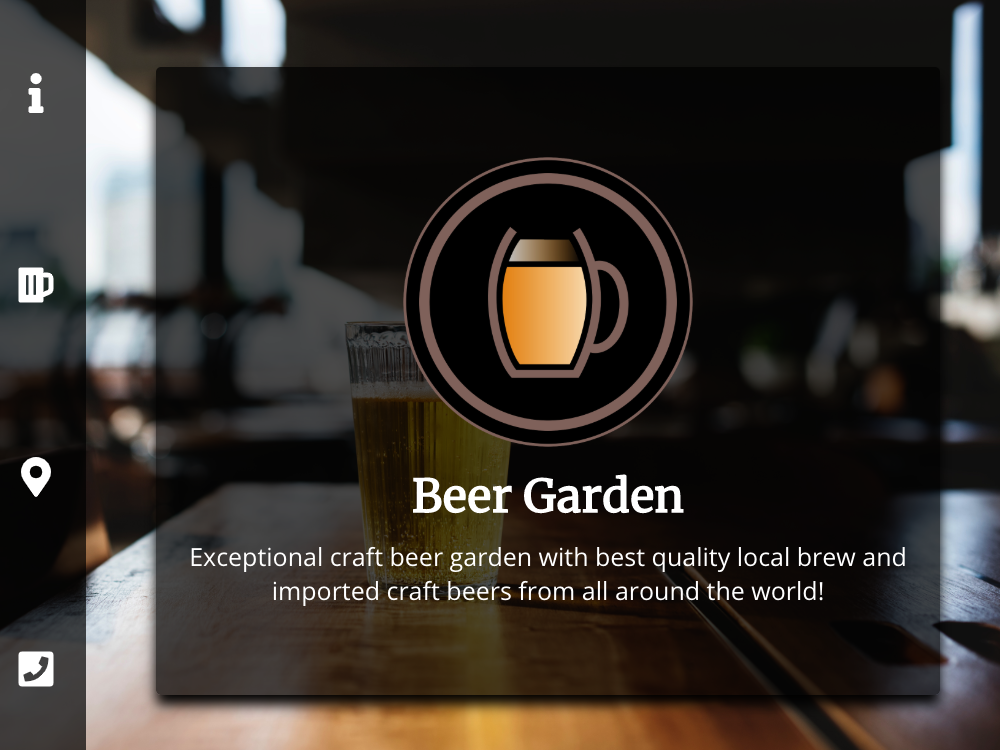 Beer Garden
Exceptional craft beer garden with best quality local brew and
imported craft beers from all around the world!